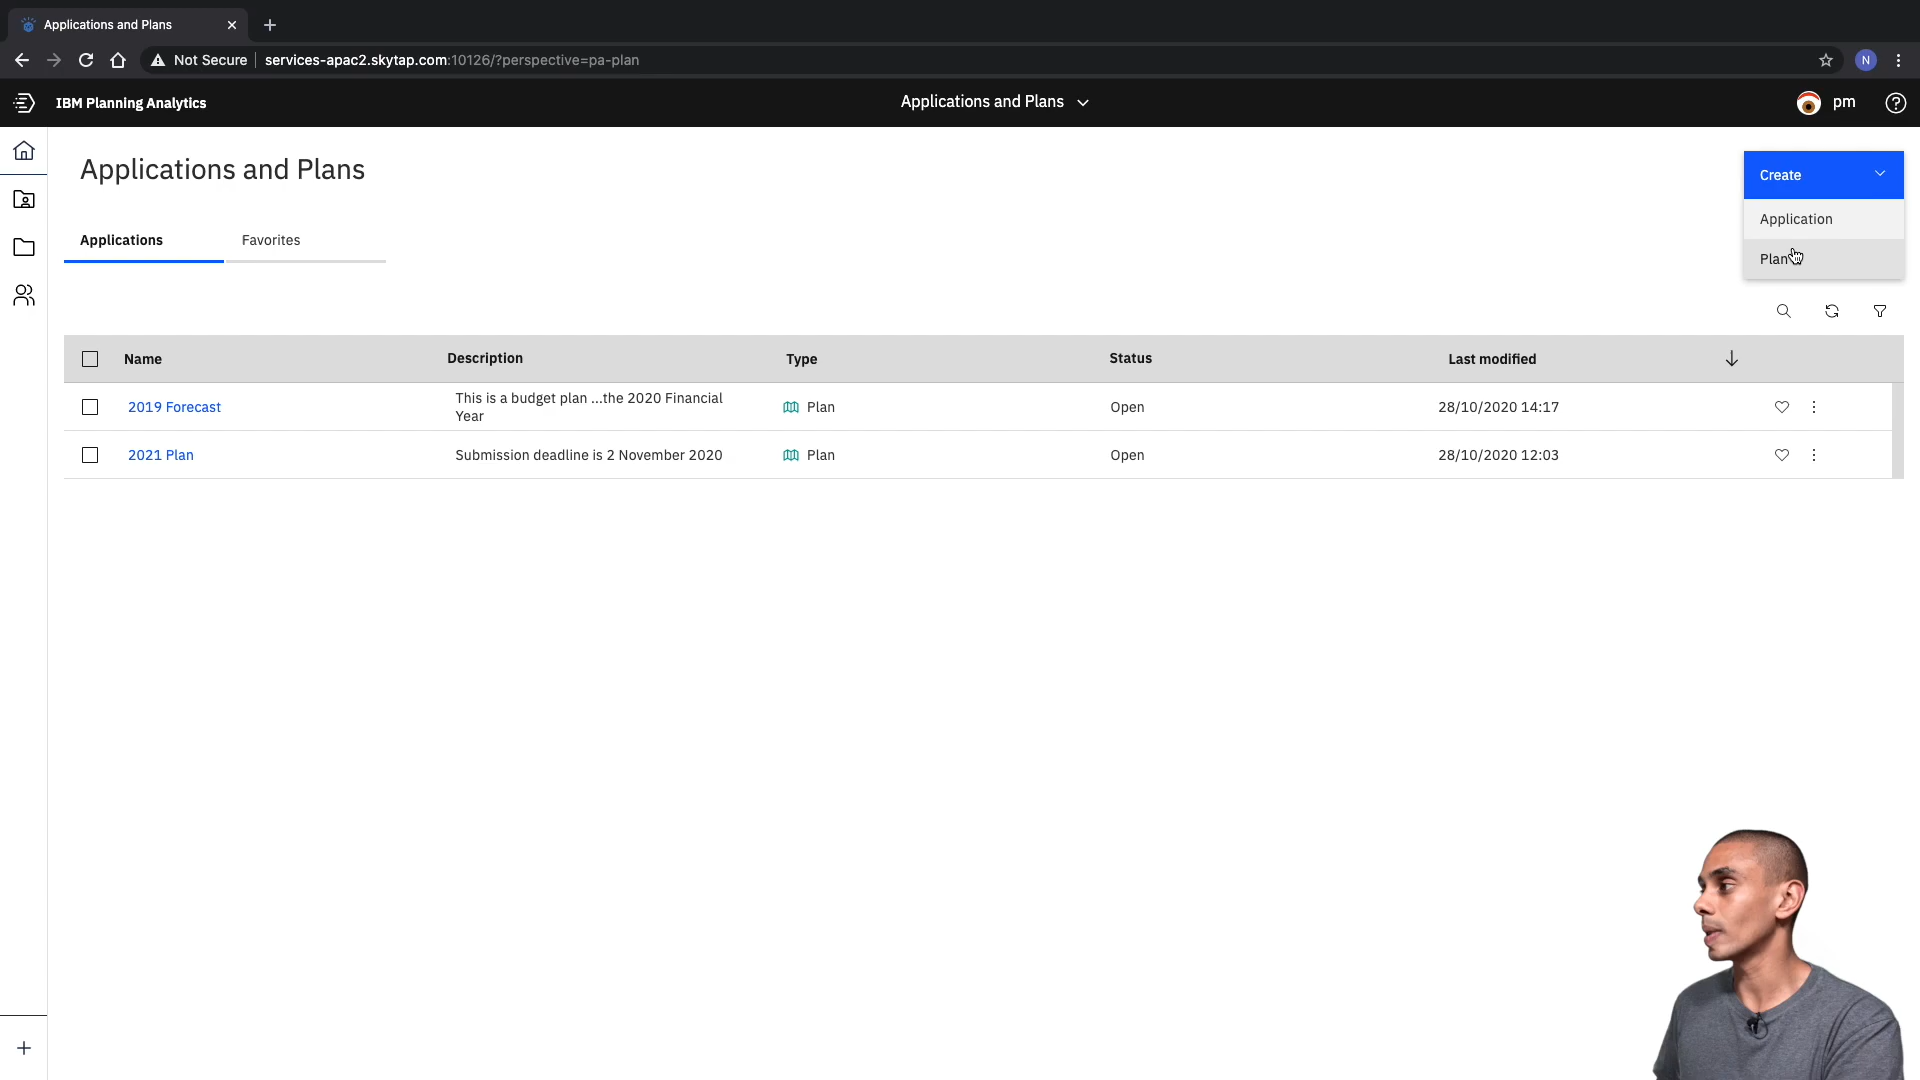 Applications and Plans
Not Secure
services-apac2.skytap.com:10126/?perspective=pa-plan
N
IBM Planning Analytics
Applications and Plans
pm
Applications and Plans
Create
Application
Plan
Applications
Favorites
Name
Description
Type
Status
Last modified
2019 Forecast
This is a budget plan ...the 2020 Financial
Year
Plan
Open
28/10/2020 14:17
2021 Plan
Submission deadline is 2 November 2020
Plan
Open
28/10/2020 12:03